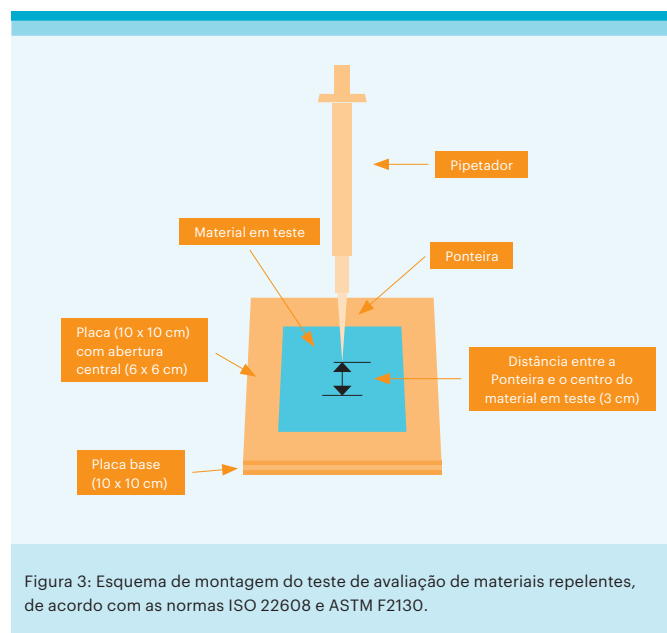 Pipetador
Material em teste
Ponteira
Placa (10 x 10 cm)
com abertura
central (6 x 6 cm)
Distância entre a
Ponteira e o centro do
material em teste (3 cm)
Placa base
(10 x 10 cm)
Figura 3: Esquema de montagem do teste de avaliação de materiais repelentes,
de acordo com as normas ISO 22608 e ASTM F2130.